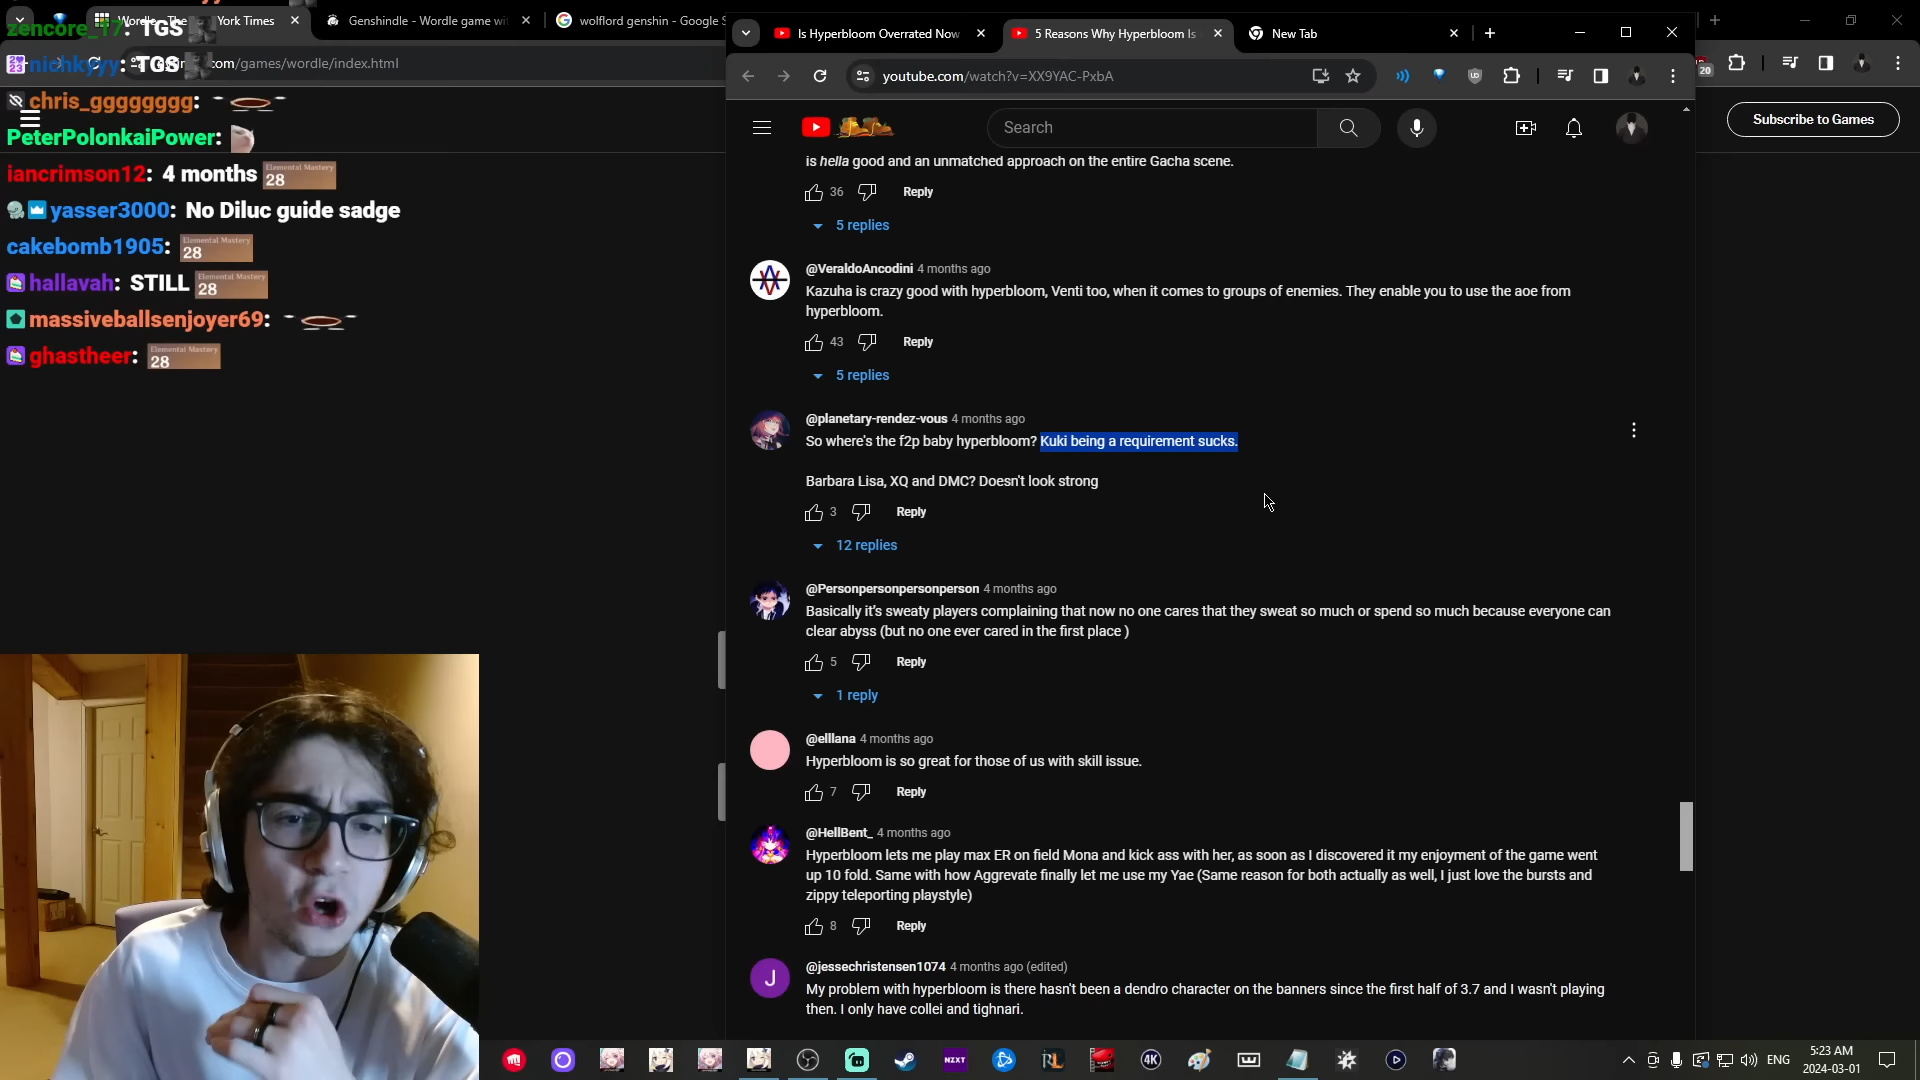 zencore_17: TGS
nichkyyy: TGS
chris_gggggggg:
PeterPolonkaiPower:
iancrimson12: 4 months Elemental Mastery 28
yasser3000: No Diluc guide sadge
cakebomb1905: Elemental Mastery 28
hallavah: STILL Elemental Mastery 28
massiveballsenjoyer69:
ghastheer: Elemental Mastery 28
York Times
Genshindle - Wordle game wi
wolflord genshin - Google S
com/games/wordle/index.html
Is Hyperbloom Overrated Now
5 Reasons Why Hyperbloom Is
New Tab
youtube.com/watch?v=XX9YAC-PxbA
20
Subscribe to Games
Search
is hella good and an unmatched approach on the entire Gacha scene.
36 Reply
5 replies
@VeraldoAncodini 4 months ago
Kazuha is crazy good with hyperbloom, Venti too, when it comes to groups of enemies. They enable you to use the aoe from
hyperbloom.
43 Reply
5 replies
@planetary-rendez-vous 4 months ago
So where's the f2p baby hyperbloom? Kuki being a requirement sucks.
Barbara Lisa, XQ and DMC? Doesn't look strong
3 Reply
12 replies
@Personpersonpersonperson 4 months ago
Basically it's sweaty players complaining that now no one cares that they sweat so much or spend so much because everyone can
clear abyss (but no one ever cared in the first place )
5 Reply
1 reply
@elllana 4 months ago
Hyperbloom is so great for those of us with skill issue.
7 Reply
@HellBent_ 4 months ago
Hyperbloom lets me play max ER on field Mona and kick ass with her, as soon as I discovered it my enjoyment of the game went
up 10 fold. Same with how Aggrevate finally let me use my Yae (Same reason for both actually as well, I just love the bursts and
zippy teleporting playstyle)
8 Reply
J
@jessechristensen1074 4 months ago (edited)
My problem with hyperbloom is there hasn't been a dendro character on the banners since the first half of 3.7 and I wasn't playing
then. I only have collei and tighnari.
NZXT
RL
4K
ENG
5:23 AM
2024-03-01